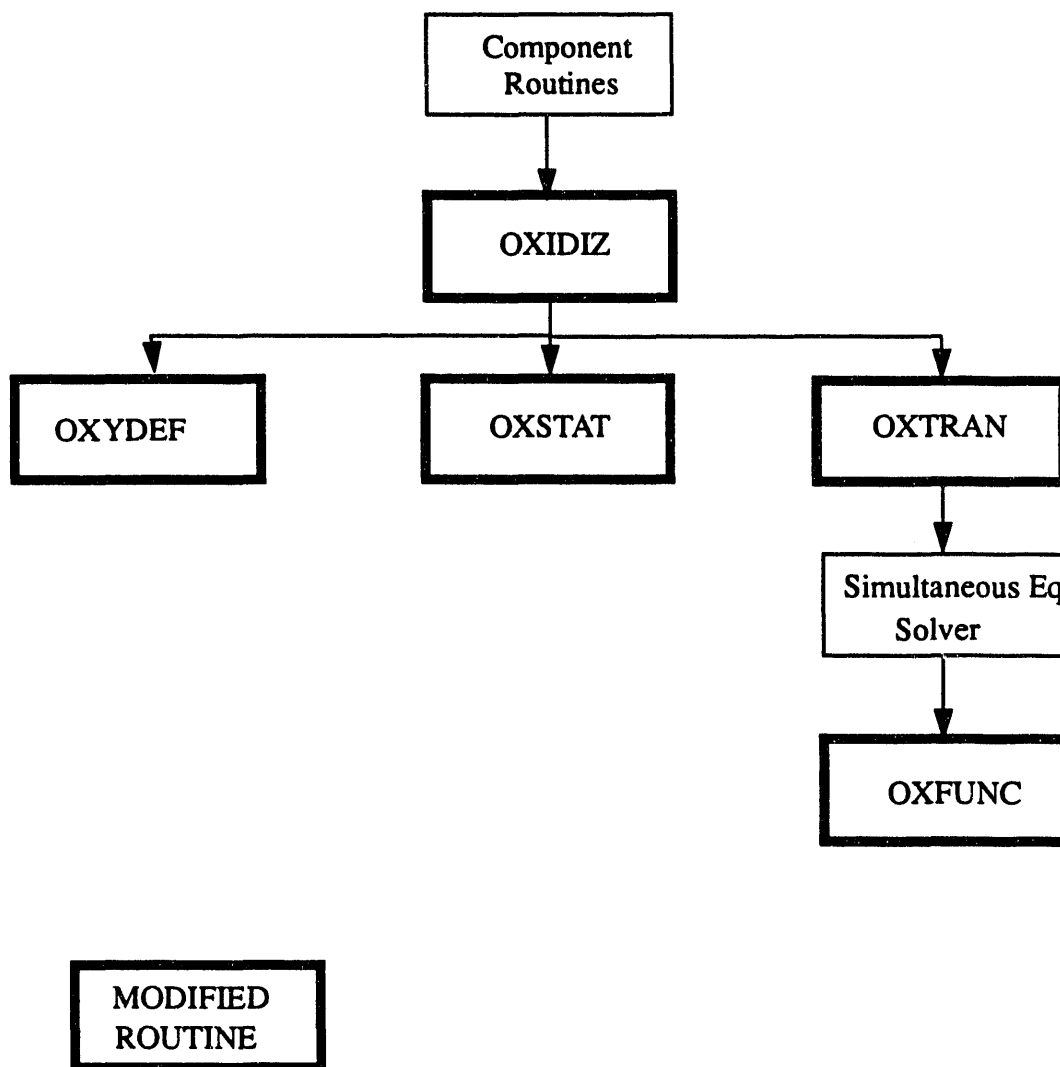 Component
Routines
OXIDIZ
OXYDEF
OXSTAT
OXTRAN
Simultaneous Eq
Solver
OXFUNC
MODIFIED
ROUTINE